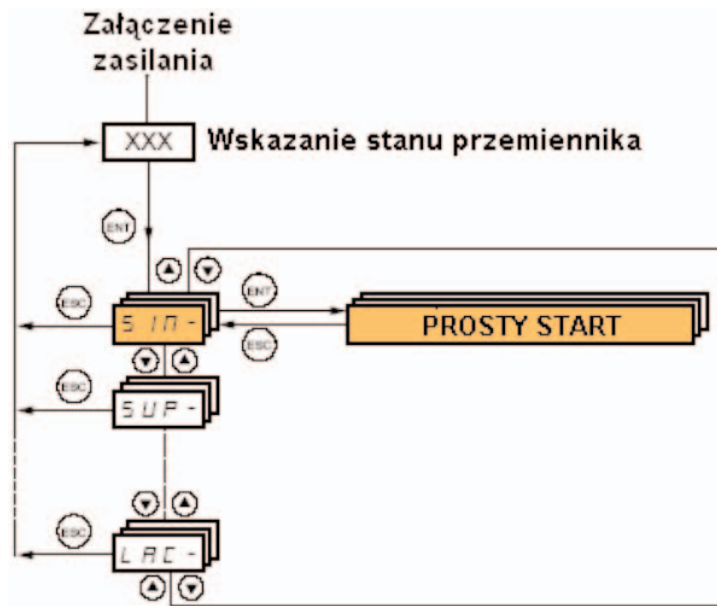 Załączenie
zasilania
XXX
Wskazanie stanu przemiennika
ENT
ESC
ENT
SIM-
PROSTY START
ESC
ESC
SUP-
ESC
LAC-